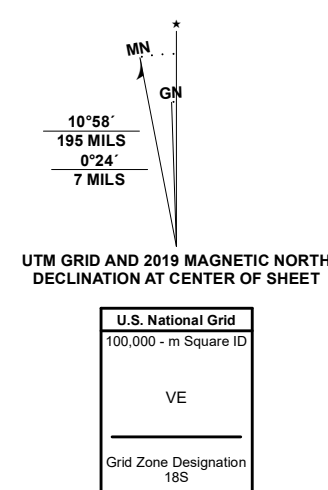 ★
MN
GN
10°58´
195 MILS
0°24´
7 MILS
UTM GRID AND 2019 MAGNETIC NORTH
DECLINATION AT CENTER OF SHEET
U.S. National Grid
100,000 - m Square ID
VE
Grid Zone Designation
18S